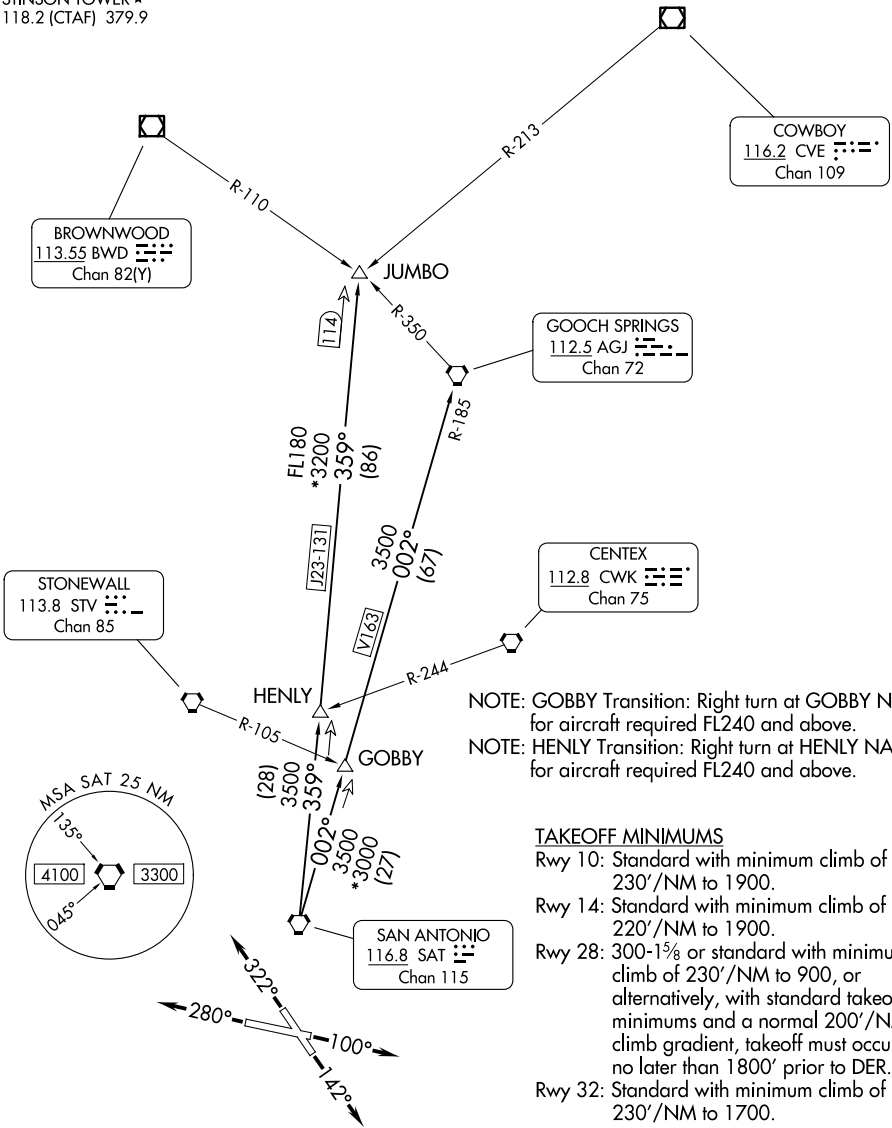 118.2 (CTAF) 379.9
COWBOY
116.2 CVE
Chan 109
R-213
R-110
BROWNWOOD
113.55 BWD
Chan 82(Y)
JUMBO
114
R-350
GOOCH SPRINGS
112.5 AGJ
Chan 72
R-185
FL180
*3200
359°
(86)
J23-131
3500
002°
(67)
V163
CENTEX
112.8 CWK
Chan 75
STONEWALL
113.8 STV
Chan 85
R-244
HENLY
R-105
GOBBY
NOTE: GOBBY Transition: Right turn at GOBBY N
for aircraft required FL240 and above.
NOTE: HENLY Transition: Right turn at HENLY NA
for aircraft required FL240 and above.
(28)
3500
359°
002°
3500
*3000
(27)
MSA SAT 25 NM
135°
4100
3300
045°
SAN ANTONIO
116.8 SAT
Chan 115
322°
280°
100°
142°
TAKEOFF MINIMUMS
Rwy 10: Standard with minimum climb of
230'/NM to 1900.
Rwy 14: Standard with minimum climb of
220'/NM to 1900.
Rwy 28: 300-1⅝ or standard with minimu
climb of 230'/NM to 900, or
alternatively, with standard takeo
minimums and a normal 200'/N
climb gradient, takeoff must occu
no later than 1800' prior to DER.
Rwy 32: Standard with minimum climb of
230'/NM to 1700.